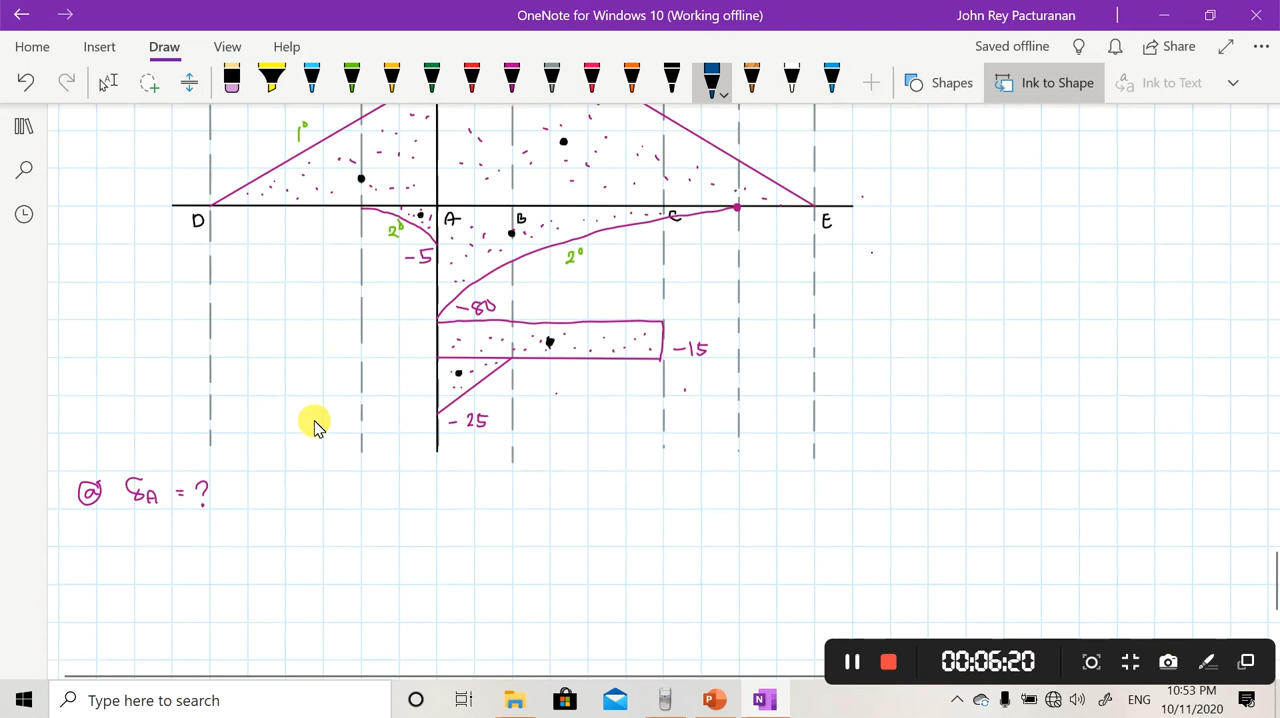 OneNote for Windows 10 (Working offline)
John Rey Pacturanan
Home Insert Draw View Help
Saved offline
Share
Shapes
Ink to Shape
Ink to Text
1°
D A B C E
2°
-5
2°
-80
-15
-25
ⓐ δA = ?
00:06:20
Type here to search
ENG
10:53 PM
10/11/2020